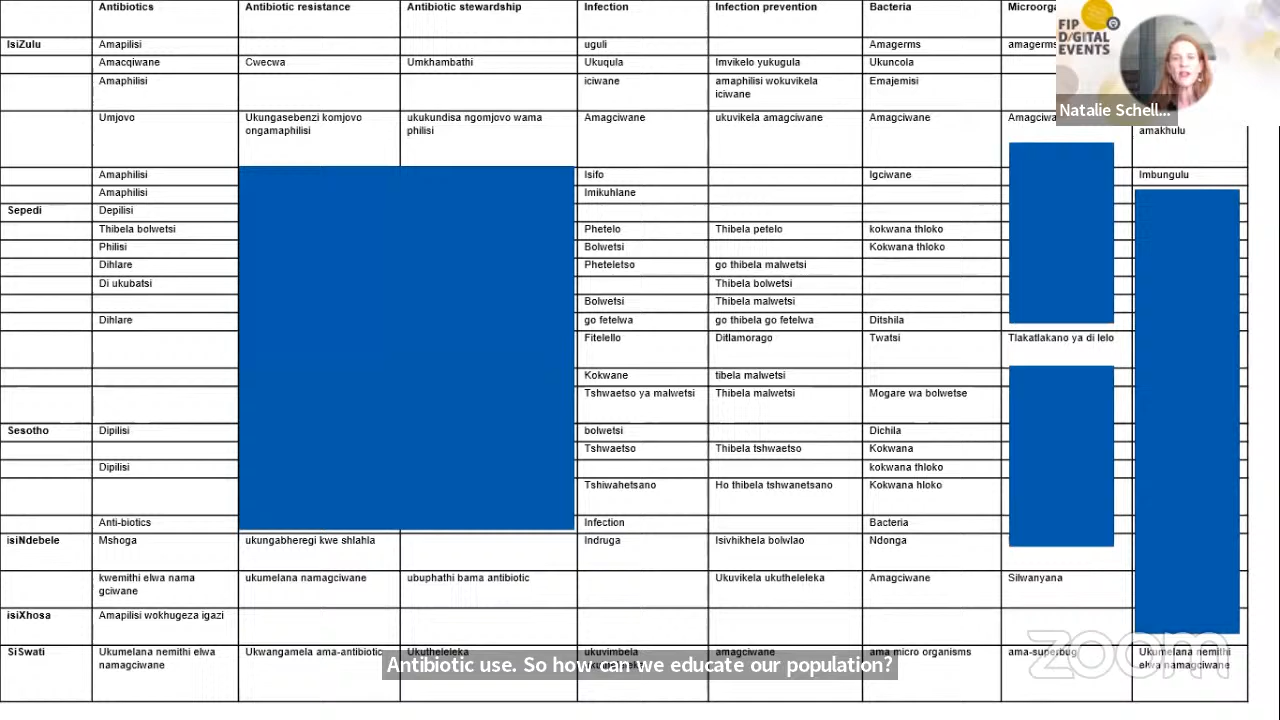 Antibiotics Antibiotic resistance Antibiotic stewardship Infection Infection prevention Bacteria
FIP
D/GITAL
EVENTS
Natalie Schell...
IsiZulu Amapilisi uguli Amagerms amagerms
Amacqiwane Cwecwa Umkhambathi Ukuqula Imvikelo yukugula Ukuncola
Amaphilisi iciwane amaphilisi wokuvikela Emajemisi
iciwane
Umjovo Ukungasebenzi komjovo ukukundisa ngomjovo wama Amagciwane ukuvikela amagciwane Amagciwane
ongamaphilisi philisi amakhulu
Amaphilisi Isifo Igciwane Imbungulu
Amaphilisi Imikuhlane
Sepedi Depilisi
Thibela bolwetsi Phetelo Thibela petelo kokwana thloko
Philisi Bolwetsi Kokwana thloko
Dihlare Pheteletso go thibela malwetsi
Di ukubatsi Thibela bolwetsi
Bolwetsi Thibela malwetsi
Dihlare go fetelwa go thibela go fetelwa Ditshila
Fitelello Ditlamorago Twatsi Tlakatlakano ya di lelo
Kokwane tibela malwetsi
Tshwaetso ya malwetsi Thibela malwetsi Mogare wa bolwetse
Sesotho Dipilisi bolwetsi Dichila
Tshwaetso Thibela tshwaetso Kokwana
Dipilisi kokwana thloko
Tshiwahetsano Ho thibela tshwanetsano Kokwana hloko
Anti-biotics Infection Bacteria
isiNdebele Mshoga ukungabheregi kwe shlahla Indruga Isivhikhela bolwlao Ndonga
kwemithi elwa nama ukumelana namagciwane ubuphathi bama antibiotic Ukuvikela ukutheleleka Amagciwane Silwanyana
gciwane
isiXhosa Amapilisi wokhugeza igazi
SiSwati Ukumelana nemithi elwa Ukwangamela ama-antibiotic Ukutheleleka ukuvimbela amagciwane ama micro organisms ama-superbug Ukumelana nemithi
namagciwane elwa namagciwane
Antibiotic use. So how can we educate our population?
zoom